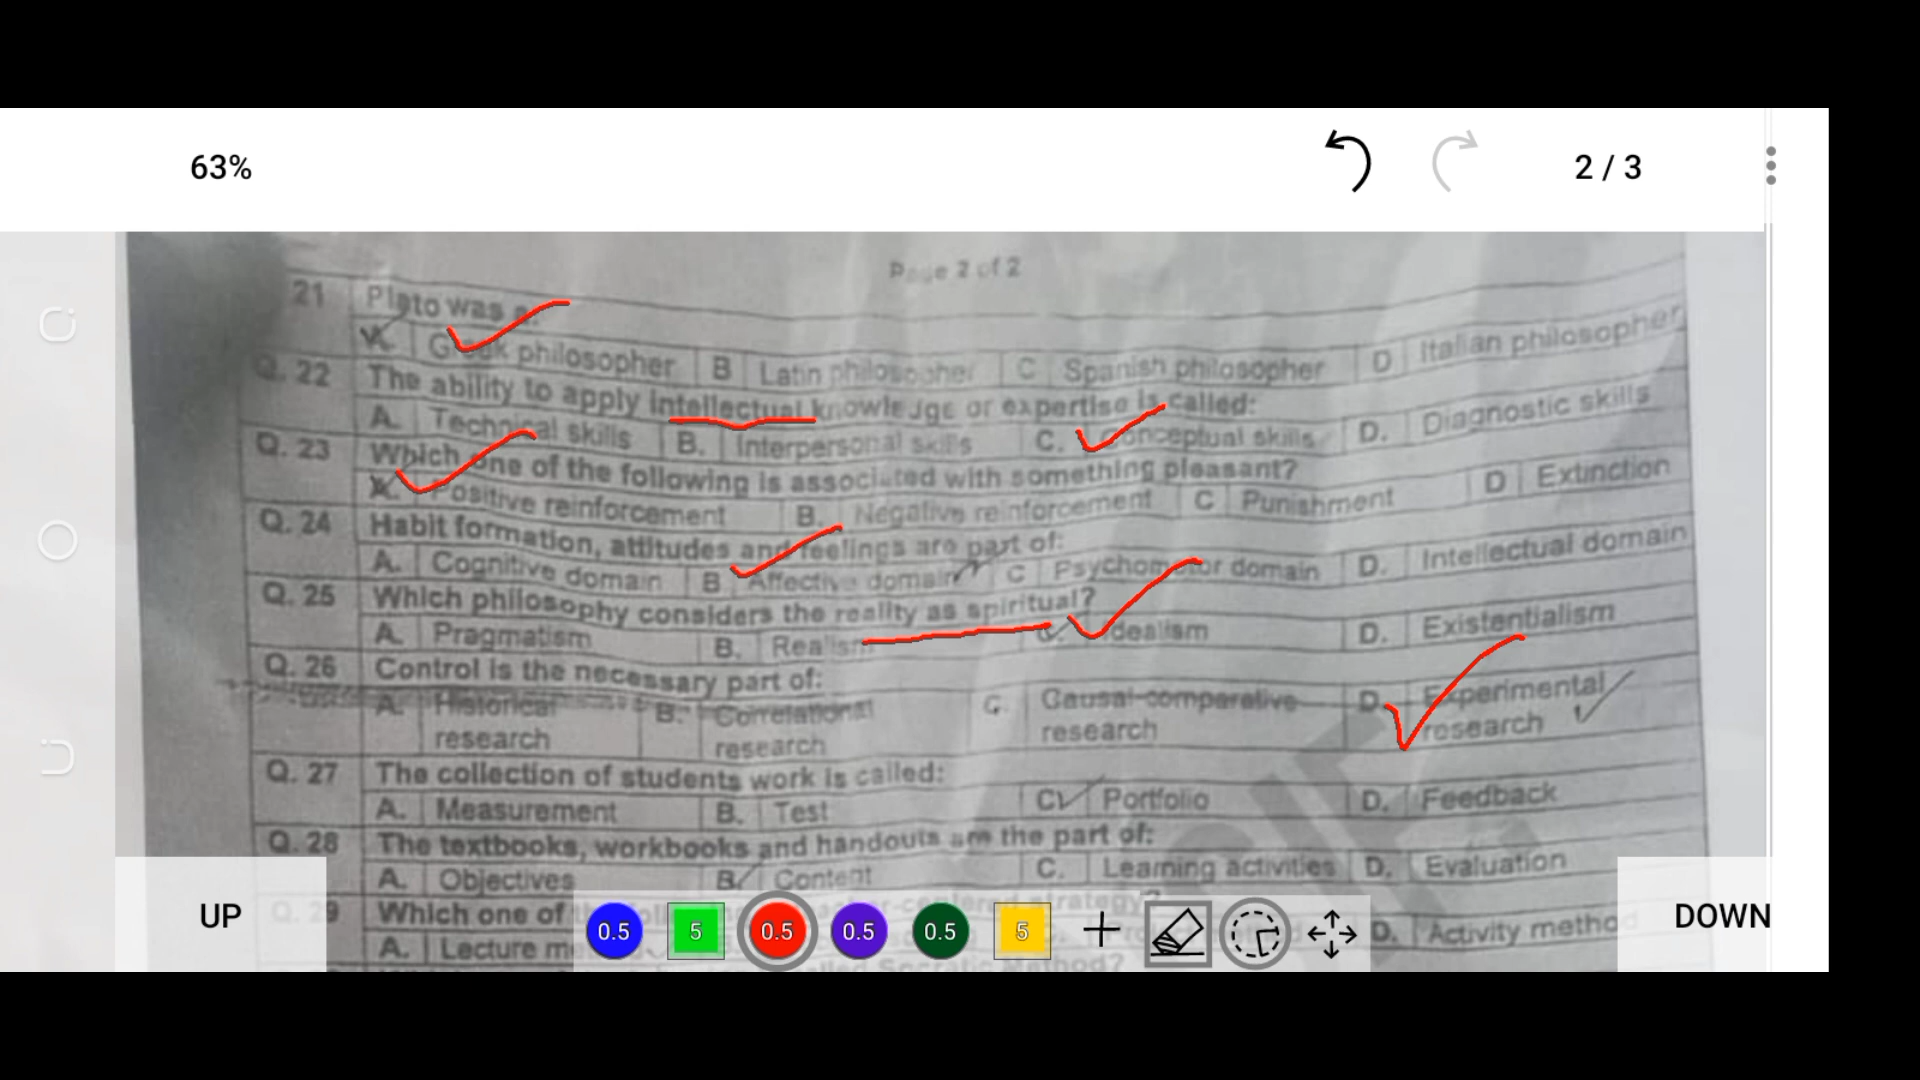 63%
2 / 3
Page 2 of 2
21 Plato was a:
A. Greek philosopher B Latin philosopher C Spanish philosopher D Italian philosopher
Q. 22 The ability to apply intellectual knowledge or expertise is called:
A. Technical skills B. Interpersonal skills C. Conceptual skills D. Diagnostic skills
Q. 23 Which one of the following is associated with something pleasant?
A. Positive reinforcement B. Negative reinforcement C Punishment D Extinction
Q. 24 Habit formation, attitudes and feelings are part of:
A. Cognitive domain B Affective domain C Psychomotor domain D. Intellectual domain
Q. 25 Which philosophy considers the reality as spiritual?
A. Pragmatism B. Realism C. Idealism D. Existentialism
Q. 26 Control is the necessary part of:
A. Historical research B. Correlational research C. Causal-comparative research D. Experimental research
Q. 27 The collection of students work is called:
A. Measurement B. Test C. Portfolio D. Feedback
Q. 28 The textbooks, workbooks and handouts are the part of:
A. Objectives B. Content C. Learning activities D. Evaluation
Q. 29 Which one of strategy?
A. Lecture D. Activity method
Socratic Method?
UP
0.5 5 0.5 0.5 0.5 5
DOWN